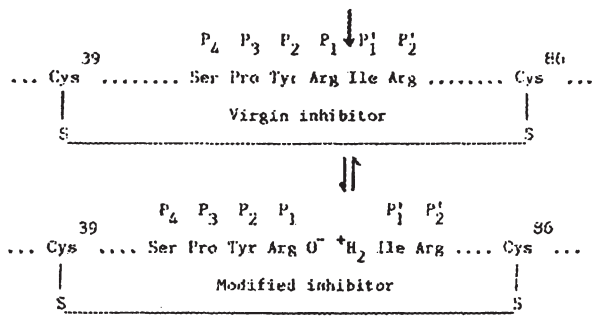 P4 P3 P2 P1 P1' P2'
39 86
... Cys ........ Ser Pro Tyr Arg Ile Arg ........ Cys ...
Virgin inhibitor
S S
P4 P3 P2 P1 P1' P2'
39 86
... Cys .... Ser Pro Tyr Arg O- +H2 Ile Arg .... Cys ...
Modified inhibitor
S S